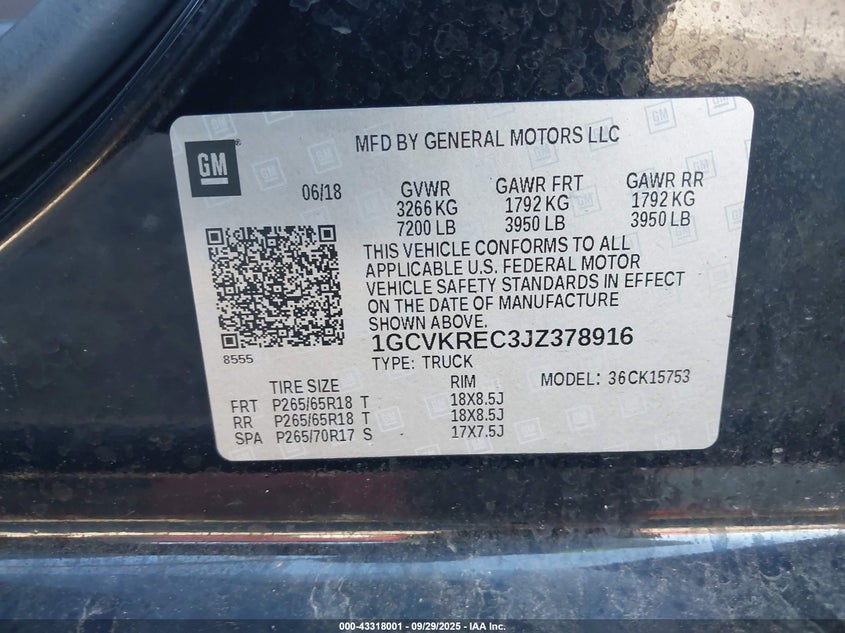 MFD BY GENERAL MOTORS LLC
GM
06/18 GVWR GAWR FRT GAWR RR
3266 KG 1792 KG 1792 KG
7200 LB 3950 LB 3950 LB
THIS VEHICLE CONFORMS TO ALL
APPLICABLE U.S. FEDERAL MOTOR
VEHICLE SAFETY STANDARDS IN EFFECT
ON THE DATE OF MANUFACTURE
SHOWN ABOVE.
8555
1GCVKREC3JZ378916
TYPE: TRUCK
TIRE SIZE RIM MODEL: 36CK15753
FRT P265/65R18 T 18X8.5J
RR P265/65R18 T 18X8.5J
SPA P265/70R17 S 17X7.5J
000-43318001 - 09/29/2025 - IAA Inc.